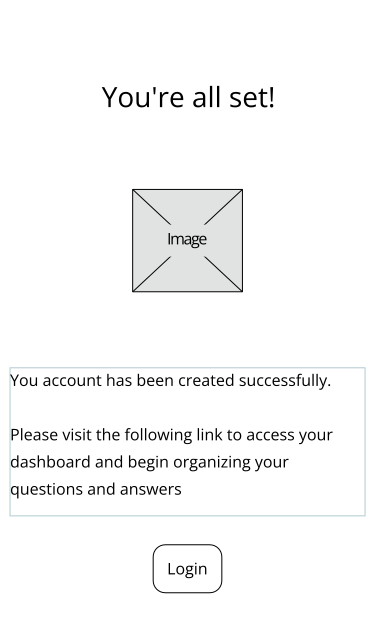 You're all set!
Image
You account has been created successfully.
Please visit the following link to access your
dashboard and begin organizing your
questions and answers
Login